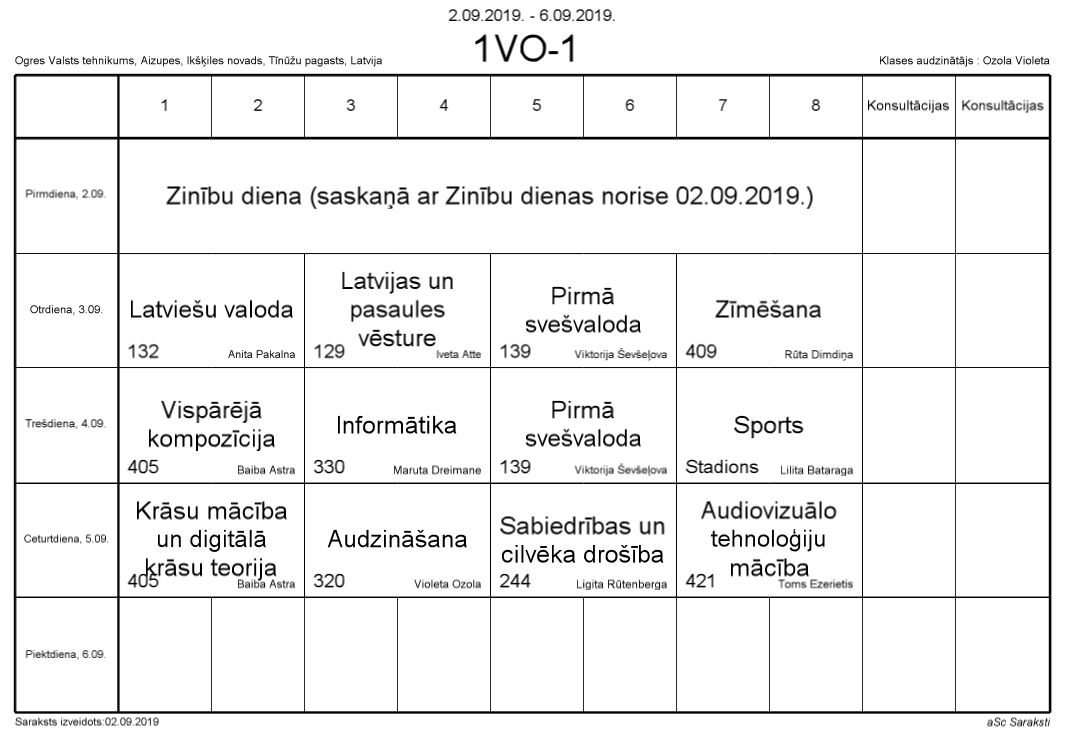 2.09.2019. - 6.09.2019.
1VO-1
Ogres Valsts tehnikums, Aizupes, Ikšķiles novads, Tīnūžu pagasts, Latvija
Klases audzinātājs : Ozola Violeta
1 2 3 4 5 6 7 8 Konsultācijas Konsultācijas
Pirmdiena, 2.09.
Zinību diena (saskaņā ar Zinību dienas norise 02.09.2019.)
Otrdiena, 3.09.
Latviešu valoda
132 Anita Pakalna
Latvijas un
pasaules
vēsture
129 Iveta Atte
Pirmā
svešvaloda
139 Viktorija Ševšeļova
Zīmēšana
409 Rūta Dimdiņa
Trešdiena, 4.09.
Vispārējā
kompozīcija
405 Baiba Astra
Informātika
330 Maruta Dreimane
Pirmā
svešvaloda
139 Viktorija Ševšeļova
Sports
Stadions Lilita Bataraga
Ceturtdiena, 5.09.
Krāsu mācība
un digitālā
krāsu teorija
405 Baiba Astra
Audzināšana
320 Violeta Ozola
Sabiedrības un
cilvēka drošība
244 Ligita Rūtenberga
Audiovizuālo
tehnoloģiju
mācība
421 Toms Ezerietis
Piektdiena, 6.09.
Saraksts izveidots:02.09.2019
aSc Saraksti